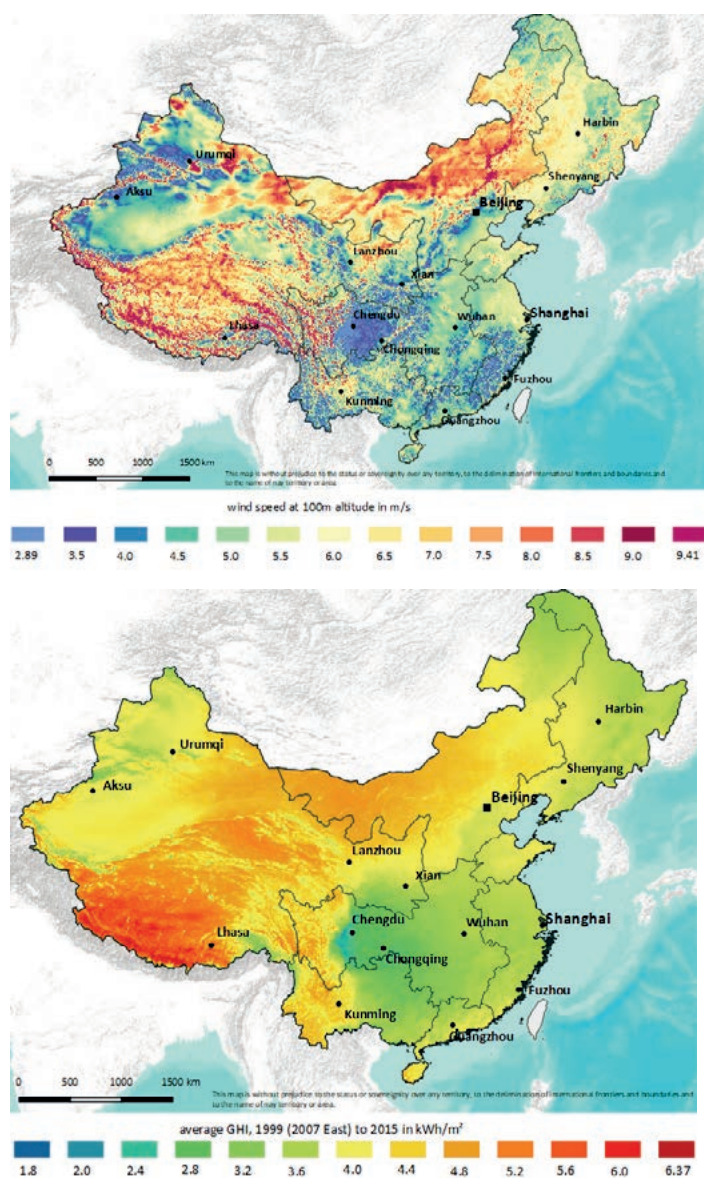 Harbin
Urumqi
Shenyang
Aksu
Beijing
Lanzhou
Xian
Chengdu
Wuhan
Shanghai
Lhasa
Chongqing
Fuzhou
Kunming
Guangzhou
0 500 1000 1500 km
This map is without prejudice to the status or sovereignty over any territory, to the delimination of international frontiers and boundaries and
to the name of nay territory or area.
wind speed at 100m altitude in m/s
2.89 3.5 4.0 4.5 5.0 5.5 6.0 6.5 7.0 7.5 8.0 8.5 9.0 9.41
Harbin
Urumqi
Shenyang
Aksu
Beijing
Lanzhou
Xian
Chengdu
Wuhan
Shanghai
Lhasa
Chongqing
Fuzhou
Kunming
Guangzhou
0 500 1000 1500 km
This map is without prejudice to the status or sovereignty over any territory, to the delimination of international frontiers and boundaries and
to the name of nay territory or area.
average GHI, 1999 (2007 East) to 2015 in kWh/m²
1.8 2.0 2.4 2.8 3.2 3.6 4.0 4.4 4.8 5.2 5.6 6.0 6.37